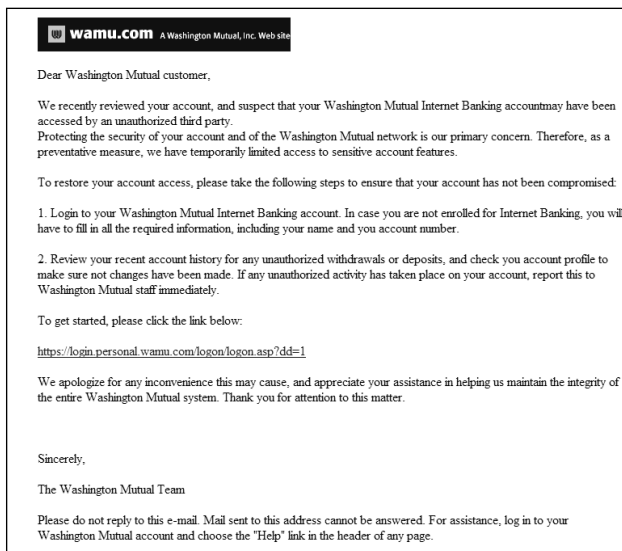 wamu.com A Washington Mutual, Inc. Web site
Dear Washington Mutual customer,
We recently reviewed your account, and suspect that your Washington Mutual Internet Banking accountmay have been
accessed by an unauthorized third party.
Protecting the security of your account and of the Washington Mutual network is our primary concern. Therefore, as a
preventative measure, we have temporarily limited access to sensitive account features.
To restore your account access, please take the following steps to ensure that your account has not been compromised:
1. Login to your Washington Mutual Internet Banking account. In case you are not enrolled for Internet Banking, you will
have to fill in all the required information, including your name and you account number.
2. Review your recent account history for any unauthorized withdrawals or deposits, and check you account profile to
make sure not changes have been made. If any unauthorized activity has taken place on your account, report this to
Washington Mutual staff immediately.
To get started, please click the link below:
https://login.personal.wamu.com/logon/logon.asp?dd=1
We apologize for any inconvenience this may cause, and appreciate your assistance in helping us maintain the integrity of
the entire Washington Mutual system. Thank you for attention to this matter.
Sincerely,
The Washington Mutual Team
Please do not reply to this e-mail. Mail sent to this address cannot be answered. For assistance, log in to your
Washington Mutual account and choose the "Help" link in the header of any page.